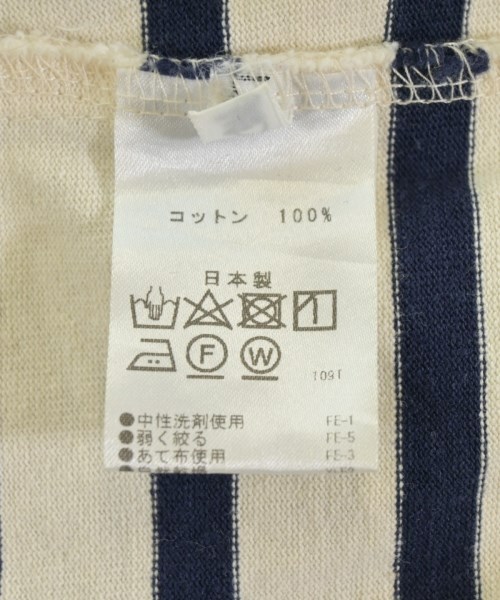 コットン 100%
日本製
F W
1091
●中性洗剤使用 FE-1
●弱く絞る FE-5
●あて布使用 FE-3